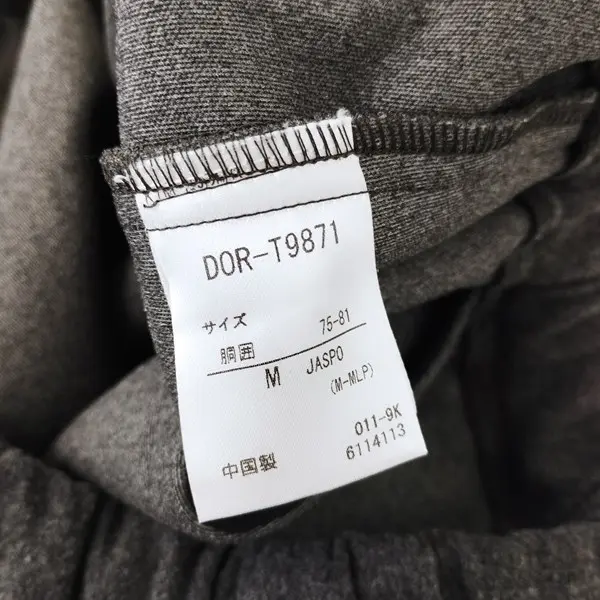 DOR-T9871
サイズ
胴囲 75-81
M JASPO
(M-MLP)
011-9K
中国製 6114113